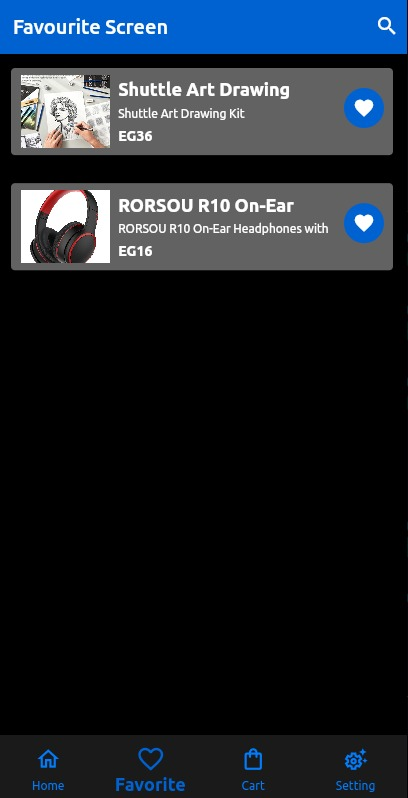 Favourite Screen
Shuttle Art Drawing
Shuttle Art Drawing Kit
EG36
RORSOU R10 On-Ear
RORSOU R10 On-Ear Headphones with
EG16
Home
Favorite
Cart
Setting